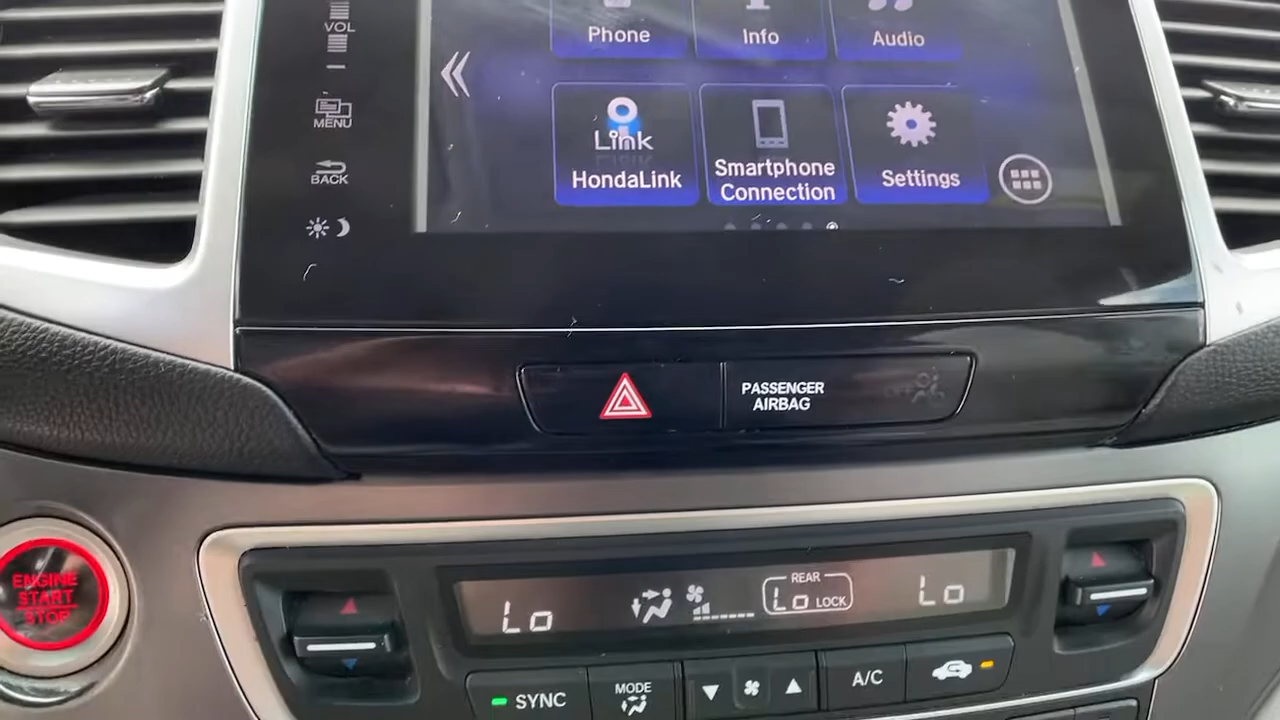 VOL
Phone
Info
Audio
MENU
Link
HondaLink
Smartphone
Connection
Settings
BACK
PASSENGER
AIRBAG
OFF
ENGINE
START
STOP
Lo
REAR
Lo LOCK
Lo
SYNC
MODE
A/C